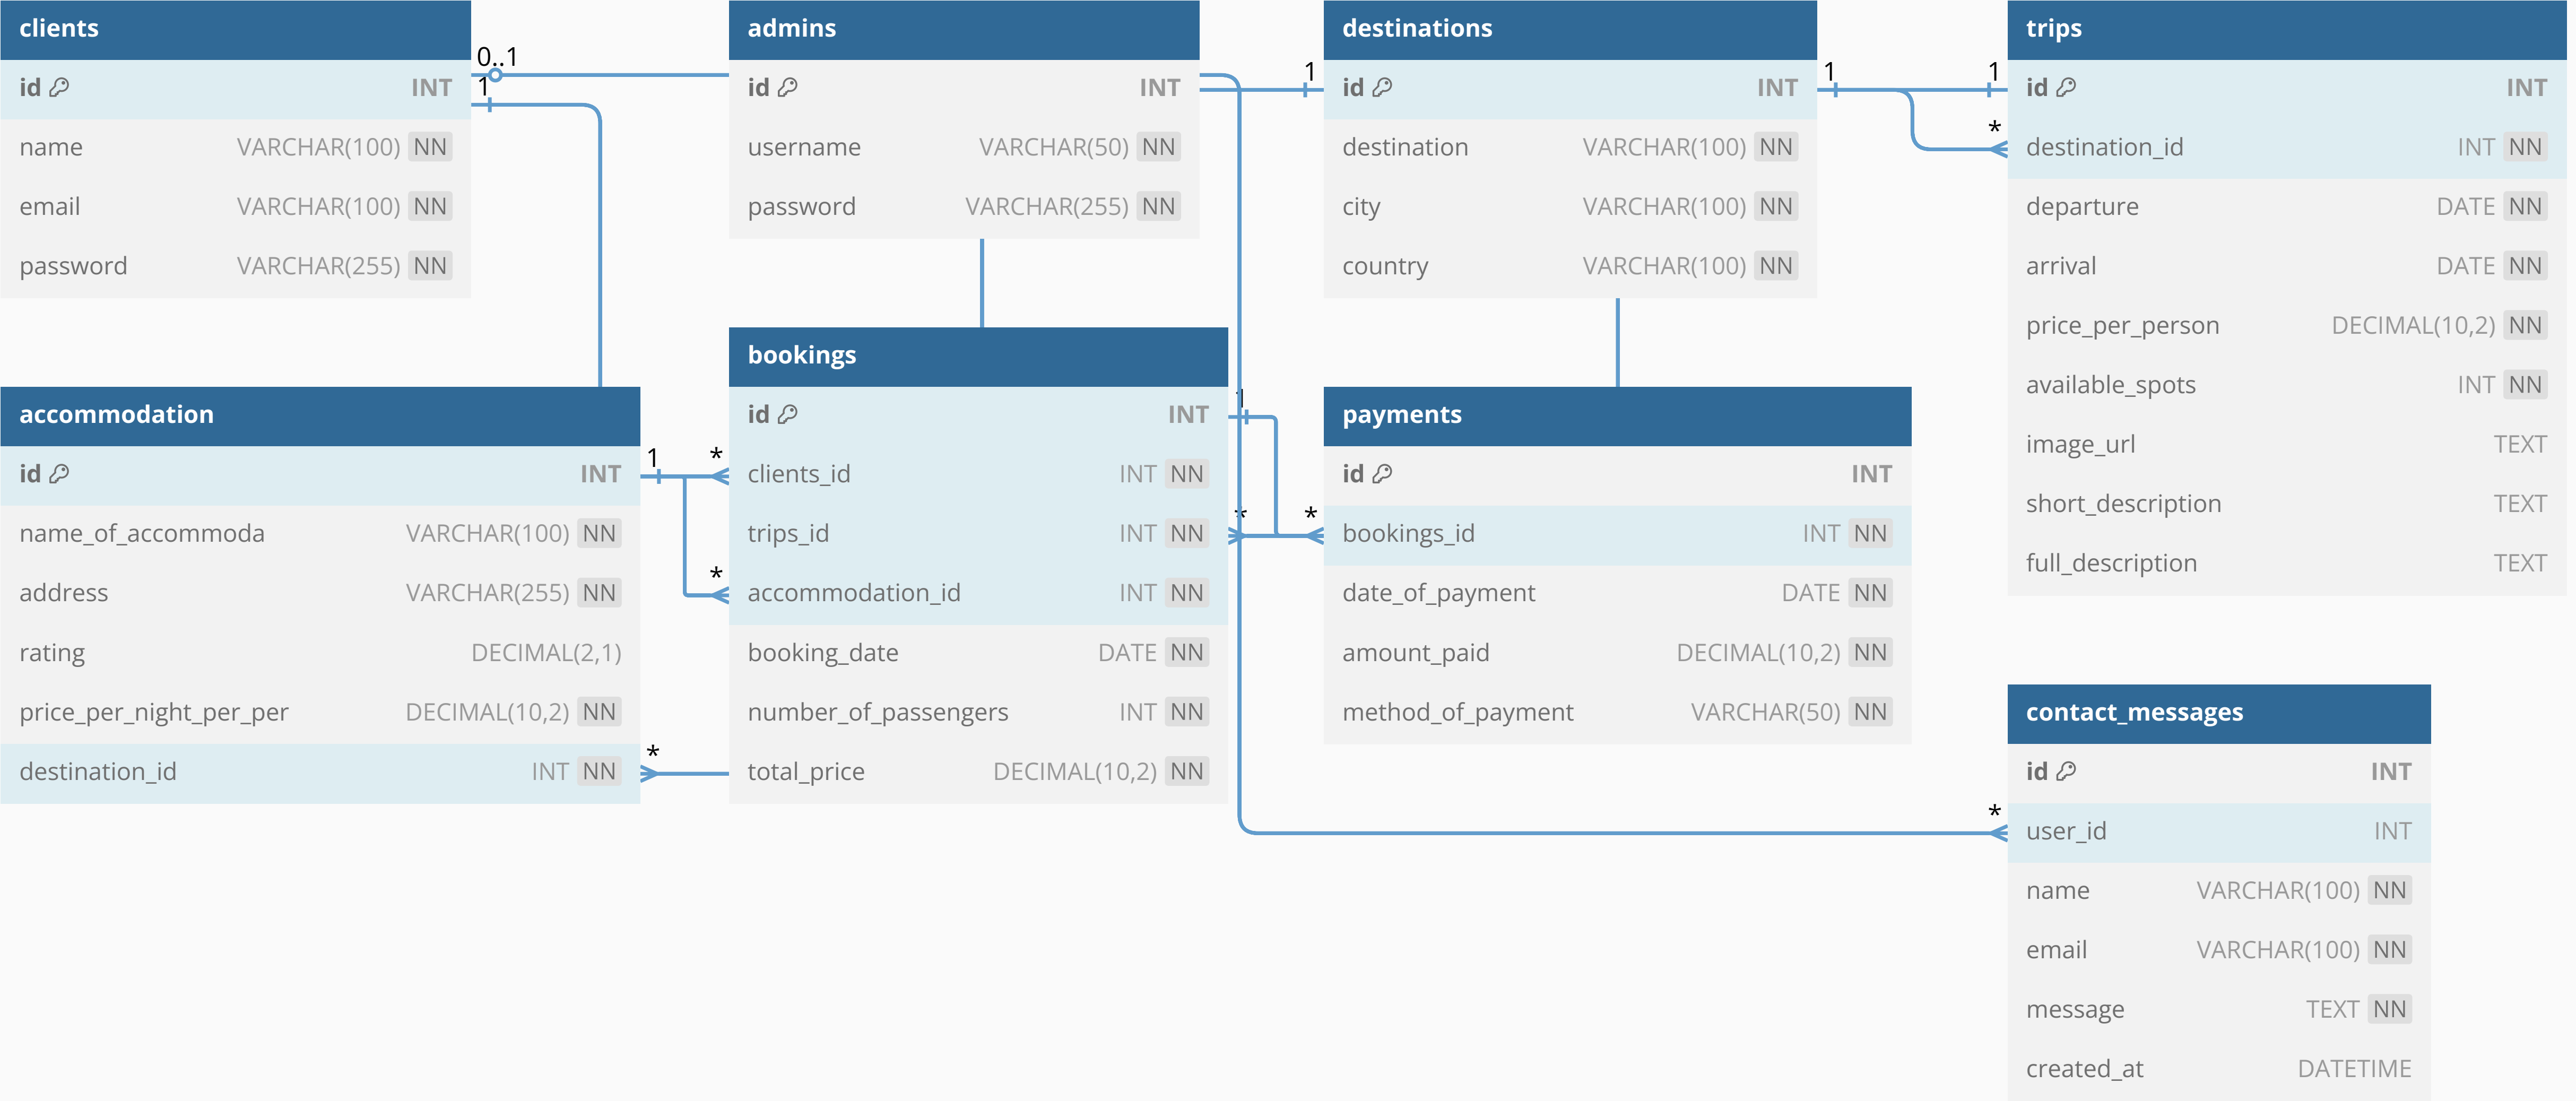 clients
id INT
name VARCHAR(100) NN
email VARCHAR(100) NN
password VARCHAR(255) NN
0..1
1
admins
id INT
username VARCHAR(50) NN
password VARCHAR(255) NN
1
destinations
id INT
destination VARCHAR(100) NN
city VARCHAR(100) NN
country VARCHAR(100) NN
1
1
*
trips
id INT
destination_id INT NN
departure DATE NN
arrival DATE NN
price_per_person DECIMAL(10,2) NN
available_spots INT NN
image_url TEXT
short_description TEXT
full_description TEXT
accommodation
id INT
name_of_accommoda VARCHAR(100) NN
address VARCHAR(255) NN
rating DECIMAL(2,1)
price_per_night_per_per DECIMAL(10,2) NN
destination_id INT NN
1
*
*
*
bookings
id INT
clients_id INT NN
trips_id INT NN
accommodation_id INT NN
booking_date DATE NN
number_of_passengers INT NN
total_price DECIMAL(10,2) NN
1
*
*
payments
id INT
bookings_id INT NN
date_of_payment DATE NN
amount_paid DECIMAL(10,2) NN
method_of_payment VARCHAR(50) NN
*
contact_messages
id INT
user_id INT
name VARCHAR(100) NN
email VARCHAR(100) NN
message TEXT NN
created_at DATETIME